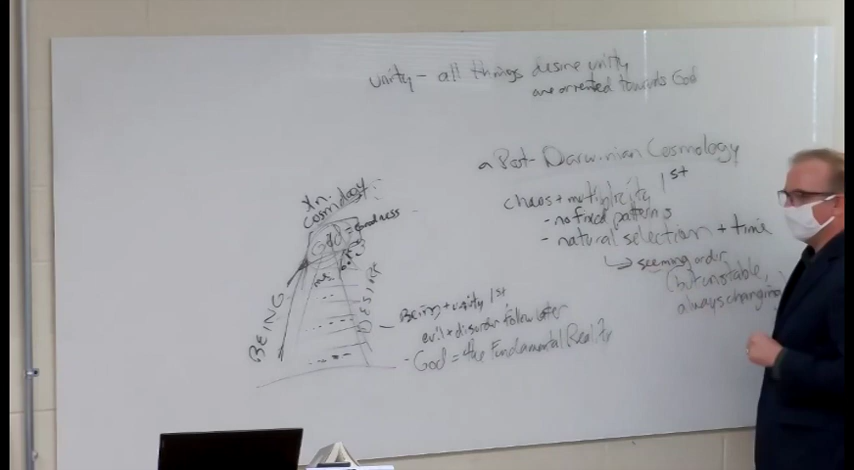 unity - all things desire unity
are oriented towards God
a Post-Darwinian Cosmology
chaos + multiplicity 1st
- no fixed patterns
- natural selection + time
↳ seeming order
(but unstable,
always changing)
Xn.
Cosmology
God = Goodness
BEING
DESIRE
- Being + unity 1st
evil + disorder follow later
- God = the Fundamental Reality